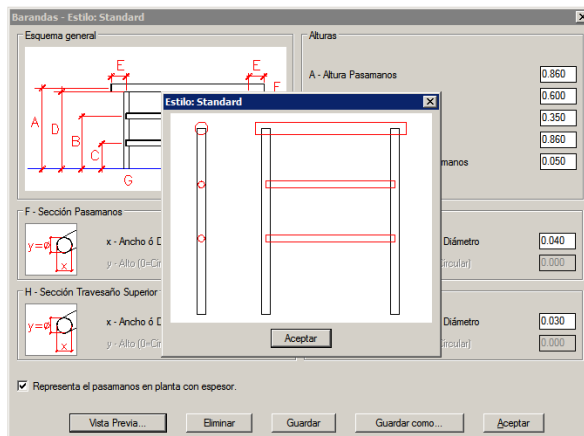 Barandas - Estilo: Standard
Esquema general
Alturas
E
E
F
A
D
B
C
G
A - Altura Pasamanos
0.860
0.600
0.350
0.860
amanos
0.050
Estilo: Standard
Aceptar
F - Sección Pasamanos
y=ø
x
x - Ancho ó D
y - Alto (0=Cir
Diámetro
0.040
Circular)
0.000
H - Sección Travesaño Superior
y=ø
x
x - Ancho ó D
y - Alto (0=Cir
Diámetro
0.030
Circular)
0.000
Representa el pasamanos en planta con espesor.
Vista Previa...
Eliminar
Guardar
Guardar como...
Aceptar